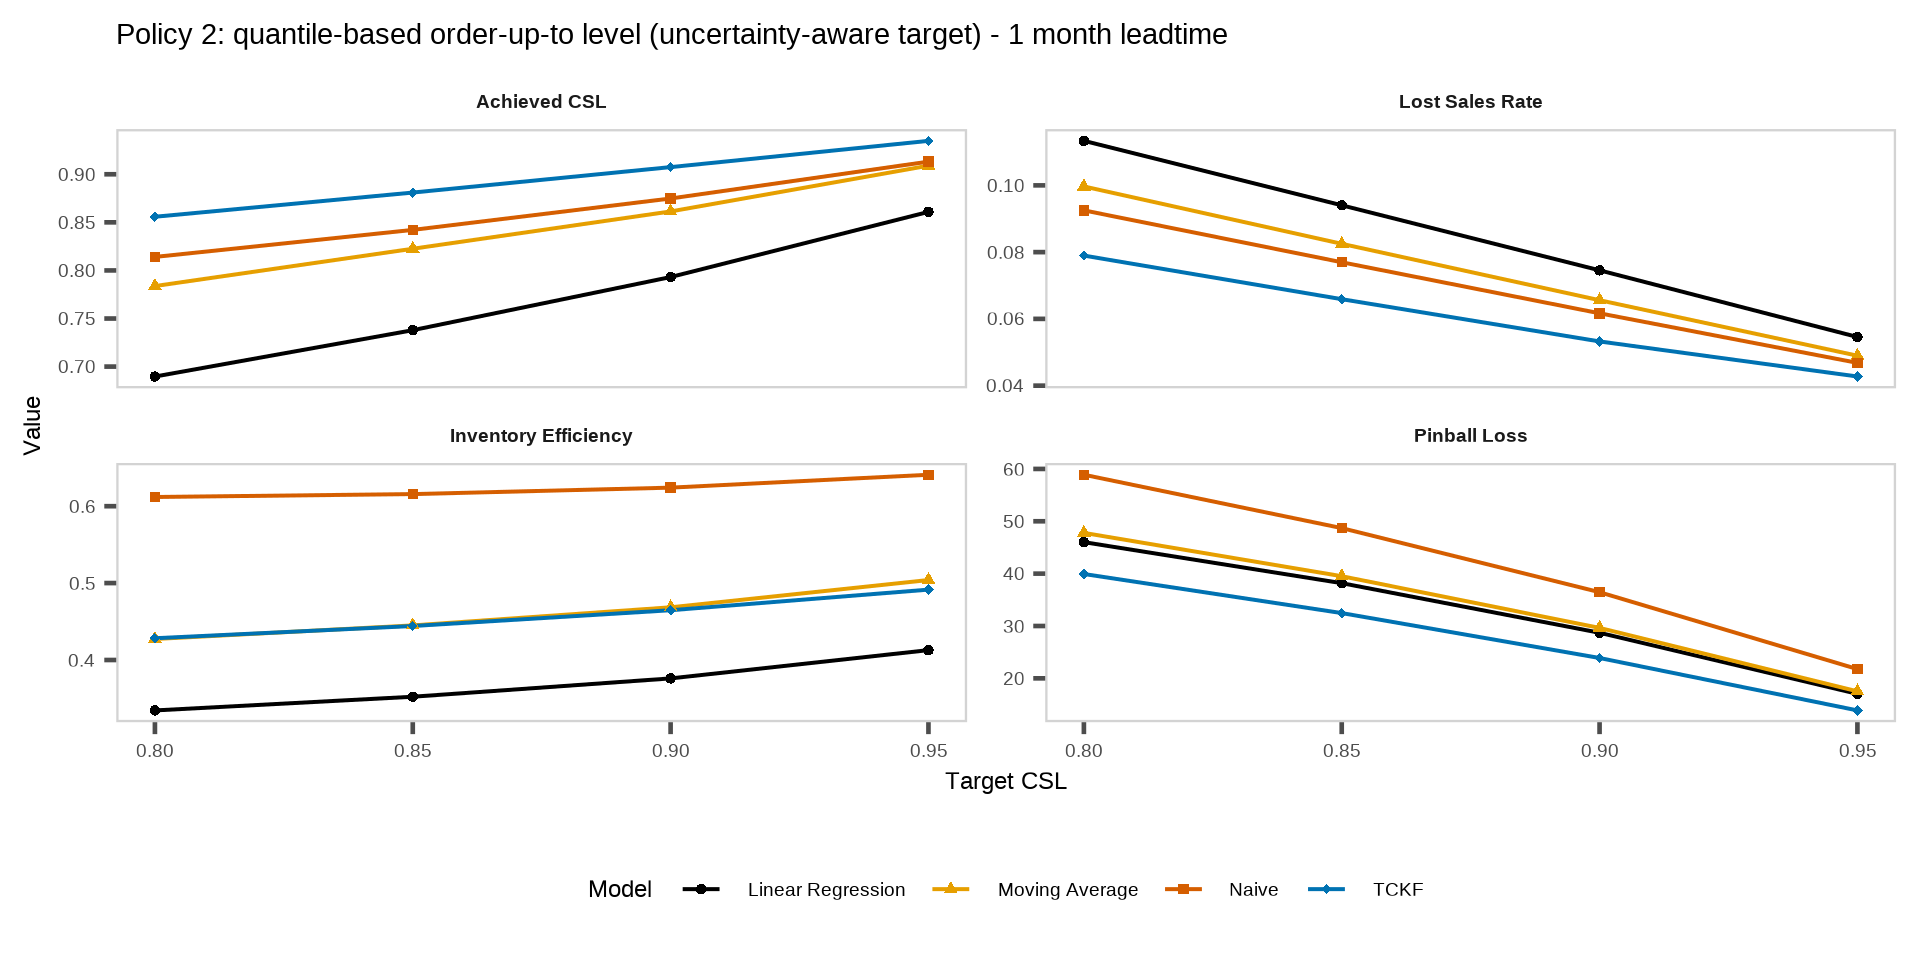 Policy 2: quantile-based order-up-to level (uncertainty-aware target) - 1 month leadtime
Achieved CSL
Lost Sales Rate
0.90
0.85
0.80
0.75
0.70
0.10
0.08
0.06
0.04
Value
Inventory Efficiency
Pinball Loss
0.6
0.5
0.4
60
50
40
30
20
0.80 0.85 0.90 0.95
0.80 0.85 0.90 0.95
Target CSL
Model Linear Regression Moving Average Naive TCKF